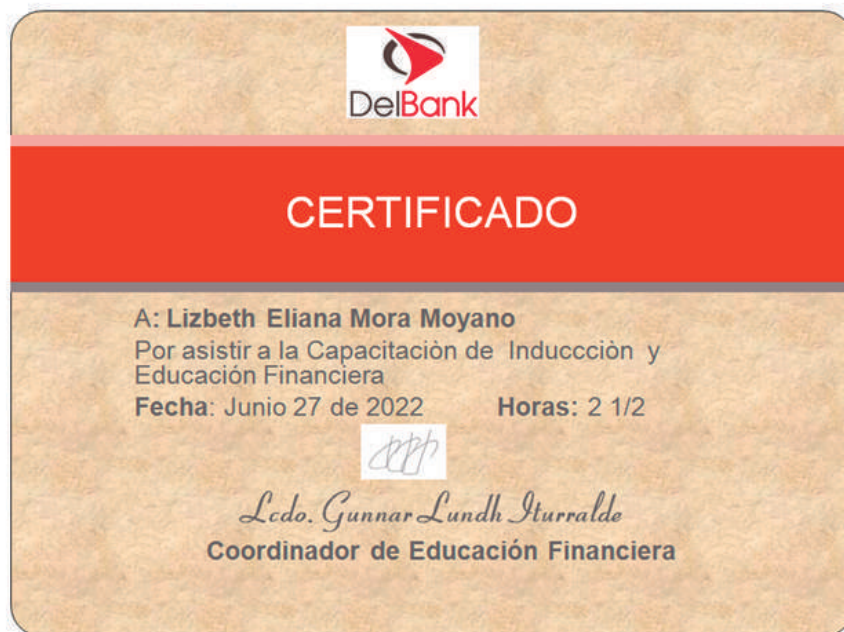 DelBank
CERTIFICADO
A: Lizbeth Eliana Mora Moyano
Por asistir a la Capacitaciòn de Induccciòn y
Educación Financiera
Fecha: Junio 27 de 2022 Horas: 2 1/2
Lcdo. Gunnar Lundh Iturralde
Coordinador de Educación Financiera